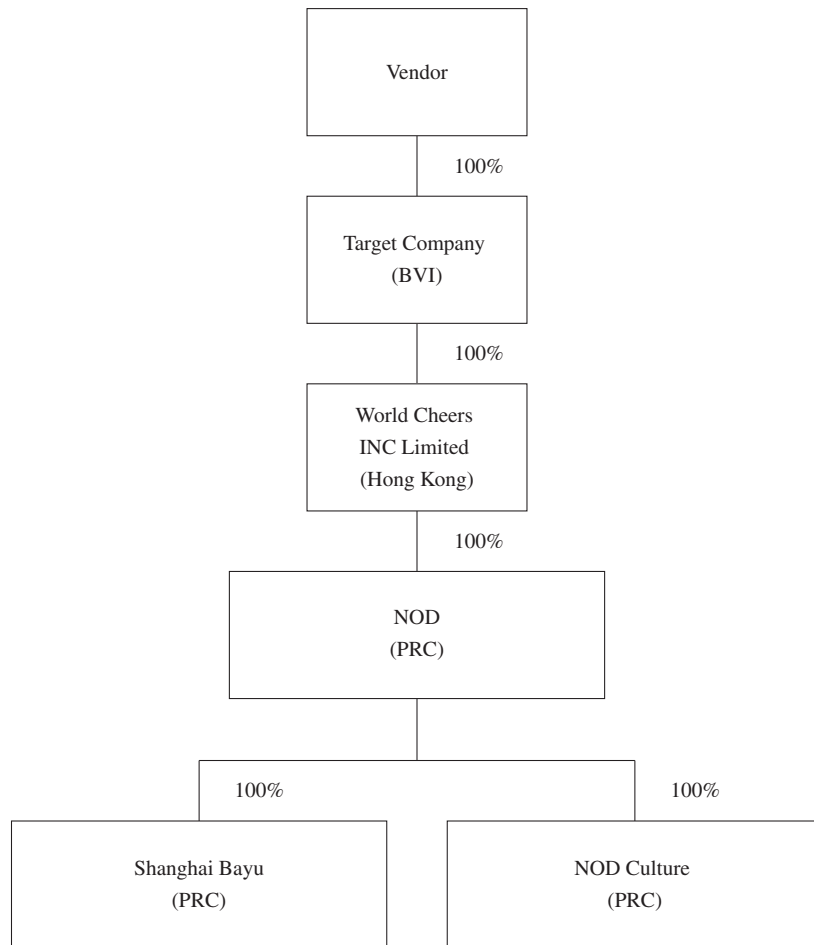 Vendor
100%
Target Company
(BVI)
100%
World Cheers
INC Limited
(Hong Kong)
100%
NOD
(PRC)
100%
100%
Shanghai Bayu
(PRC)
NOD Culture
(PRC)